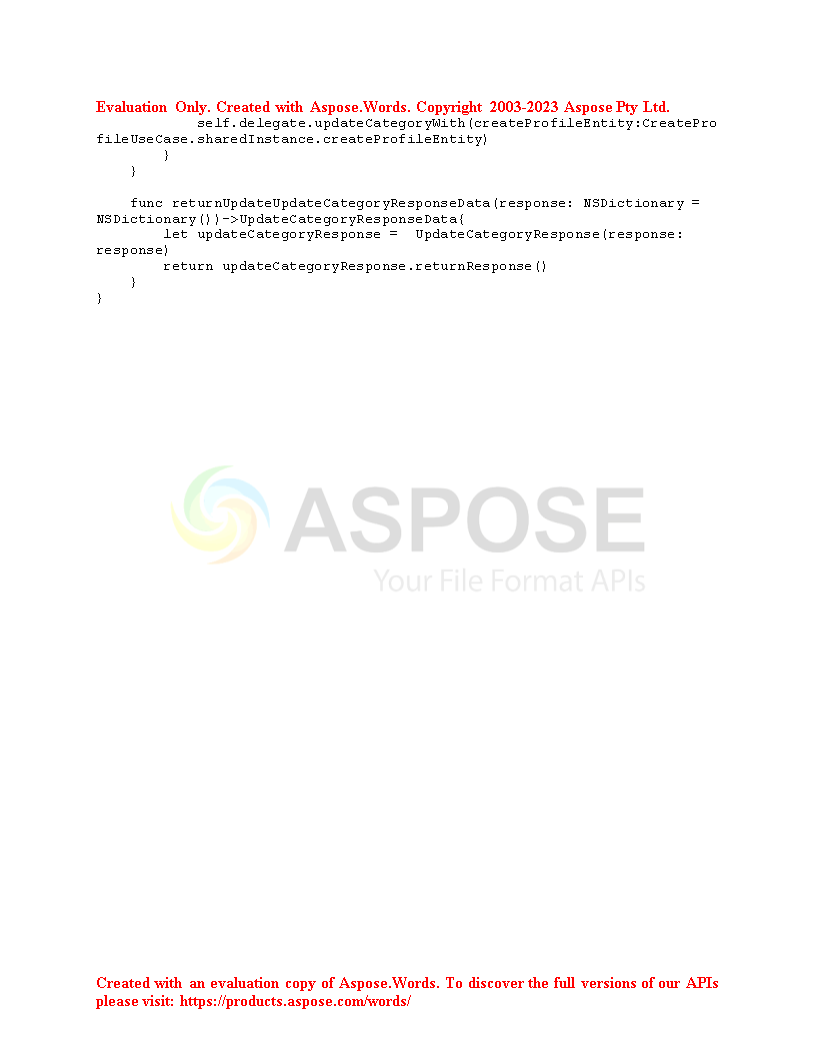 Evaluation Only. Created with Aspose.Words. Copyright 2003-2023 Aspose Pty Ltd.
            self.delegate.updateCategoryWith(createProfileEntity:CreatePro
fileUseCase.sharedInstance.createProfileEntity)
        }
    }

    func returnUpdateUpdateCategoryResponseData(response: NSDictionary =
NSDictionary())->UpdateCategoryResponseData{
        let updateCategoryResponse =  UpdateCategoryResponse(response:
response)
        return updateCategoryResponse.returnResponse()
    }
}
ASPOSE
Your File Format APIs
Created with an evaluation copy of Aspose.Words. To discover the full versions of our APIs
please visit: https://products.aspose.com/words/